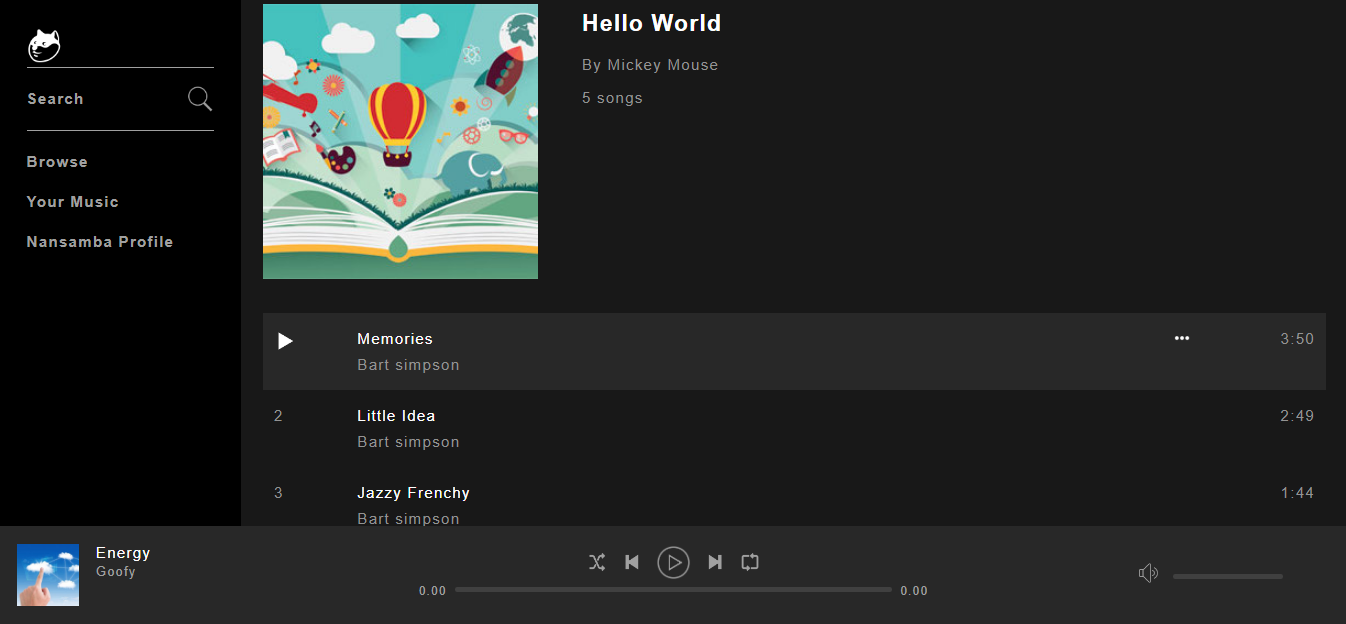 Search
Browse
Your Music
Nansamba Profile
Hello World
By Mickey Mouse
5 songs
Memories
Bart simpson
••• 3:50
2 Little Idea 2:49
Bart simpson
3 Jazzy Frenchy 1:44
Bart simpson
Energy
Goofy
0.00 0.00